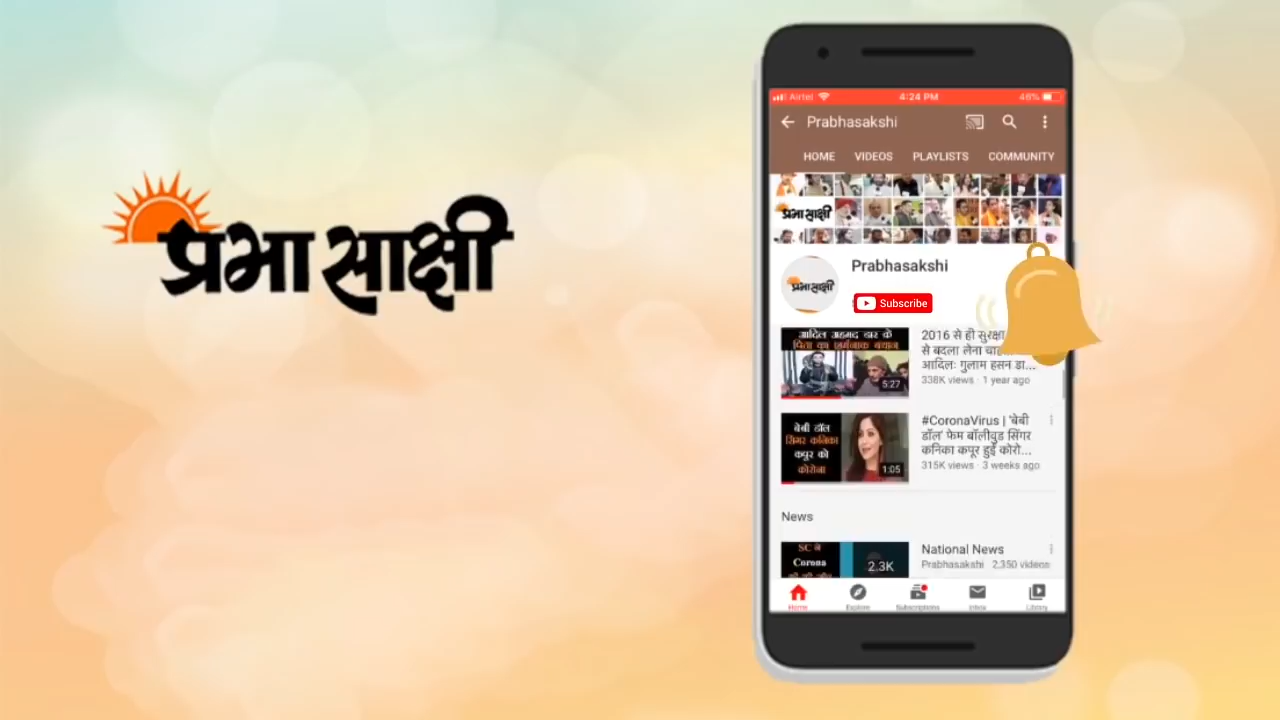 प्रभासाक्षी
Airtel 4:24 PM 46%
Prabhasakshi
HOME VIDEOS PLAYLISTS COMMUNITY
प्रभासाक्षी
प्रभासाक्षी
Prabhasakshi
Subscribe
आदिल अहमद डार के
पिता का शर्मनाक बयान
5:27
2016 से ही सुरक्षा
से बदला लेना
आदिलः गुलाम हसन डा...
338K views · 1 year ago
बेबी डॉल
सिंगर कनिका
कपूर को
कोरोना
1:05
#CoronaVirus | 'बेबी
डॉल' फेम बॉलीवुड सिंगर
कनिका कपूर हुई कोरो...
315K views · 3 weeks ago
News
SC ने
Corona
2.3K
National News
Prabhasakshi 2,350 videos
Home Explore Subscriptions Inbox Library